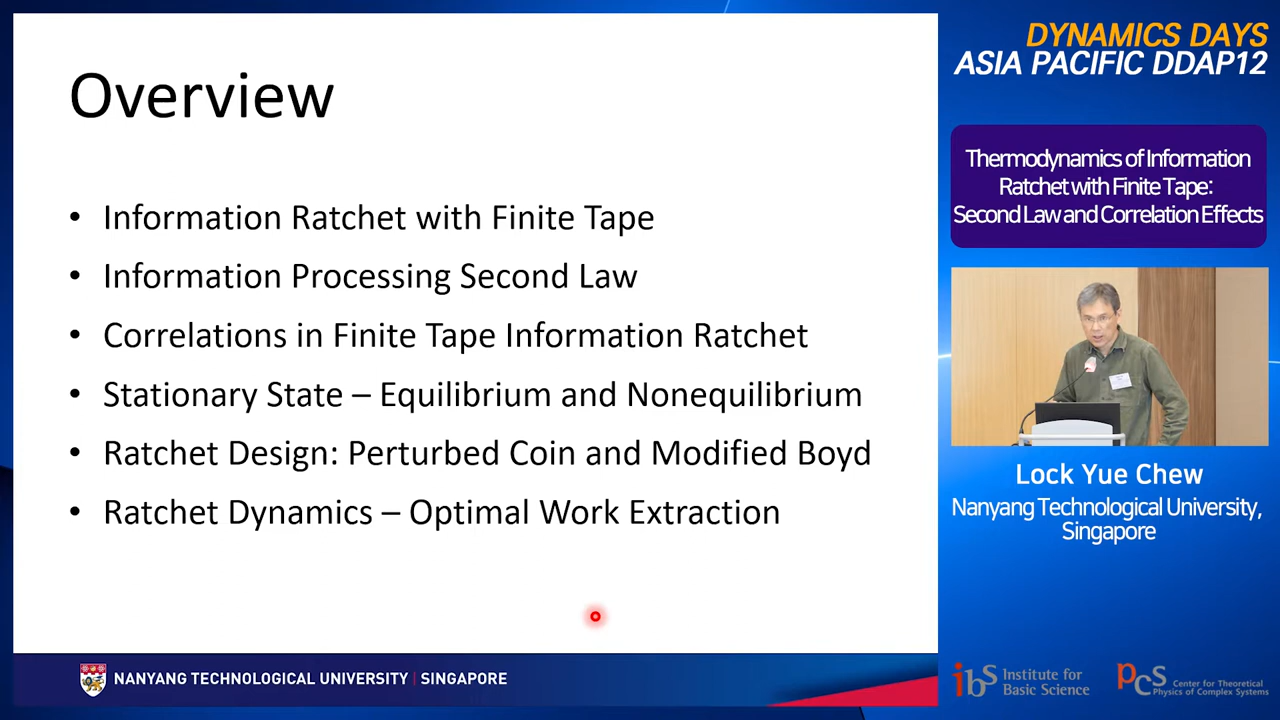 Overview
• Information Ratchet with Finite Tape
• Information Processing Second Law
• Correlations in Finite Tape Information Ratchet
• Stationary State – Equilibrium and Nonequilibrium
• Ratchet Design: Perturbed Coin and Modified Boyd
• Ratchet Dynamics – Optimal Work Extraction
NANYANG TECHNOLOGICAL UNIVERSITY | SINGAPORE
DYNAMICS DAYS
ASIA PACIFIC DDAP12
Thermodynamics of Information
Ratchet with Finite Tape:
Second Law and Correlation Effects
Lock Yue Chew
Nanyang Technological University,
Singapore
ibS Institute for
Basic Science
PCS Center for Theoretical
Physics of Complex Systems